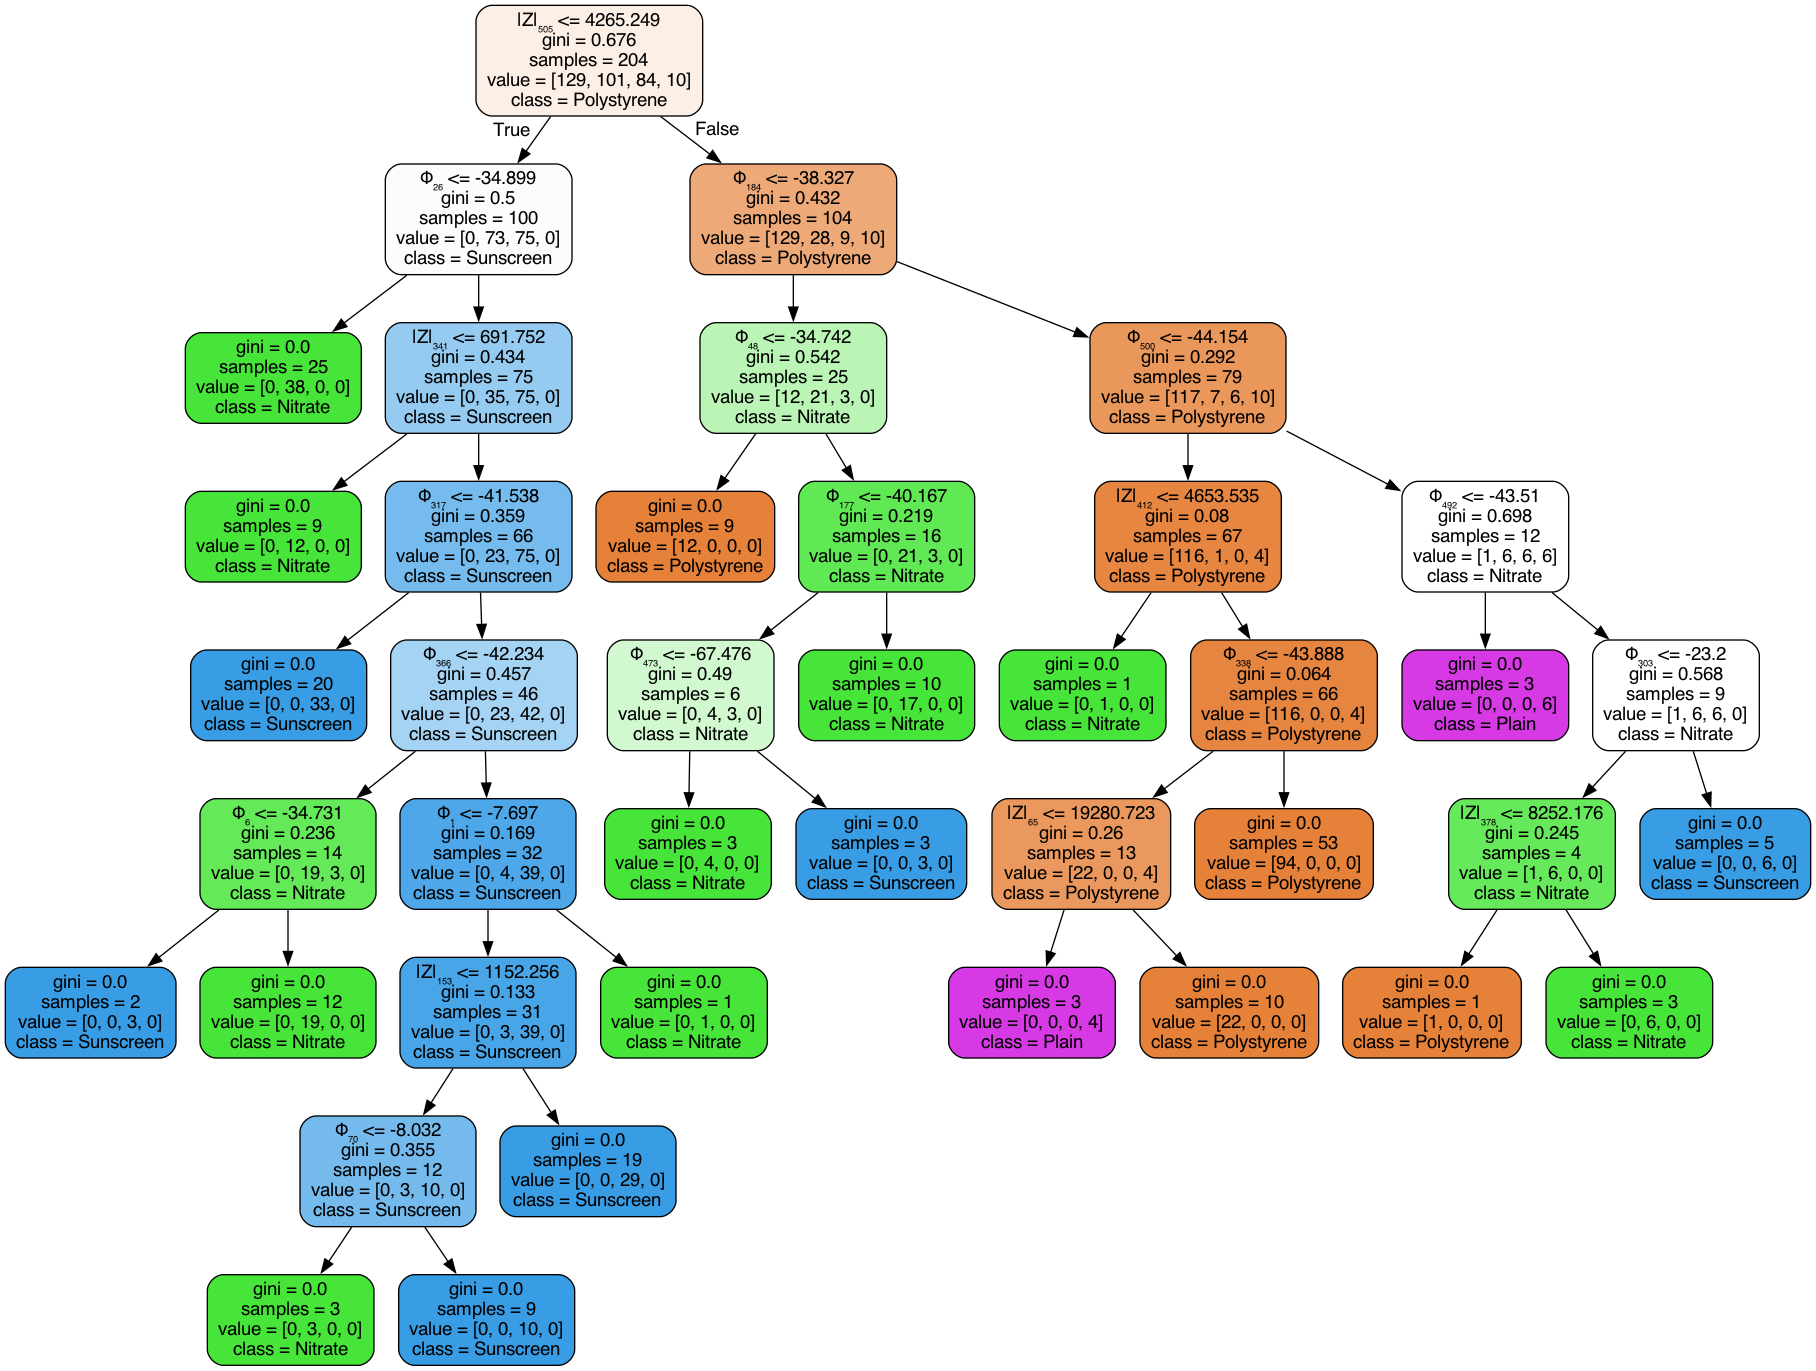 |Z|₅₀₅ <= 4265.249
gini = 0.676
samples = 204
value = [129, 101, 84, 10]
class = Polystyrene
True
False
Φ₂₆ <= -34.899
gini = 0.5
samples = 100
value = [0, 73, 75, 0]
class = Sunscreen
Φ₁₈₄ <= -38.327
gini = 0.432
samples = 104
value = [129, 28, 9, 10]
class = Polystyrene
gini = 0.0
samples = 25
value = [0, 38, 0, 0]
class = Nitrate
|Z|₃₄₁ <= 691.752
gini = 0.434
samples = 75
value = [0, 35, 75, 0]
class = Sunscreen
Φ₄₈ <= -34.742
gini = 0.542
samples = 25
value = [12, 21, 3, 0]
class = Nitrate
Φ₅₀₀ <= -44.154
gini = 0.292
samples = 79
value = [117, 7, 6, 10]
class = Polystyrene
gini = 0.0
samples = 9
value = [0, 12, 0, 0]
class = Nitrate
Φ₃₁₇ <= -41.538
gini = 0.359
samples = 66
value = [0, 23, 75, 0]
class = Sunscreen
gini = 0.0
samples = 9
value = [12, 0, 0, 0]
class = Polystyrene
Φ₁₇₇ <= -40.167
gini = 0.219
samples = 16
value = [0, 21, 3, 0]
class = Nitrate
|Z|₄₁₂ <= 4653.535
gini = 0.08
samples = 67
value = [116, 1, 0, 4]
class = Polystyrene
Φ₄₉₂ <= -43.51
gini = 0.698
samples = 12
value = [1, 6, 6, 6]
class = Nitrate
gini = 0.0
samples = 20
value = [0, 0, 33, 0]
class = Sunscreen
Φ₃₆₆ <= -42.234
gini = 0.457
samples = 46
value = [0, 23, 42, 0]
class = Sunscreen
Φ₄₇₃ <= -67.476
gini = 0.49
samples = 6
value = [0, 4, 3, 0]
class = Nitrate
gini = 0.0
samples = 10
value = [0, 17, 0, 0]
class = Nitrate
gini = 0.0
samples = 1
value = [0, 1, 0, 0]
class = Nitrate
Φ₃₃₈ <= -43.888
gini = 0.064
samples = 66
value = [116, 0, 0, 4]
class = Polystyrene
gini = 0.0
samples = 3
value = [0, 0, 0, 6]
class = Plain
Φ₃₀₃ <= -23.2
gini = 0.568
samples = 9
value = [1, 6, 6, 0]
class = Nitrate
Φ₆ <= -34.731
gini = 0.236
samples = 14
value = [0, 19, 3, 0]
class = Nitrate
Φ₁ <= -7.697
gini = 0.169
samples = 32
value = [0, 4, 39, 0]
class = Sunscreen
gini = 0.0
samples = 3
value = [0, 4, 0, 0]
class = Nitrate
gini = 0.0
samples = 3
value = [0, 0, 3, 0]
class = Sunscreen
|Z|₆₅ <= 19280.723
gini = 0.26
samples = 13
value = [22, 0, 0, 4]
class = Polystyrene
gini = 0.0
samples = 53
value = [94, 0, 0, 0]
class = Polystyrene
|Z|₃₇₈ <= 8252.176
gini = 0.245
samples = 4
value = [1, 6, 0, 0]
class = Nitrate
gini = 0.0
samples = 5
value = [0, 0, 6, 0]
class = Sunscreen
gini = 0.0
samples = 2
value = [0, 0, 3, 0]
class = Sunscreen
gini = 0.0
samples = 12
value = [0, 19, 0, 0]
class = Nitrate
|Z|₁₅₃ <= 1152.256
gini = 0.133
samples = 31
value = [0, 3, 39, 0]
class = Sunscreen
gini = 0.0
samples = 1
value = [0, 1, 0, 0]
class = Nitrate
gini = 0.0
samples = 3
value = [0, 0, 0, 4]
class = Plain
gini = 0.0
samples = 10
value = [22, 0, 0, 0]
class = Polystyrene
gini = 0.0
samples = 1
value = [1, 0, 0, 0]
class = Polystyrene
gini = 0.0
samples = 3
value = [0, 6, 0, 0]
class = Nitrate
Φ₇₀ <= -8.032
gini = 0.355
samples = 12
value = [0, 3, 10, 0]
class = Sunscreen
gini = 0.0
samples = 19
value = [0, 0, 29, 0]
class = Sunscreen
gini = 0.0
samples = 3
value = [0, 3, 0, 0]
class = Nitrate
gini = 0.0
samples = 9
value = [0, 0, 10, 0]
class = Sunscreen